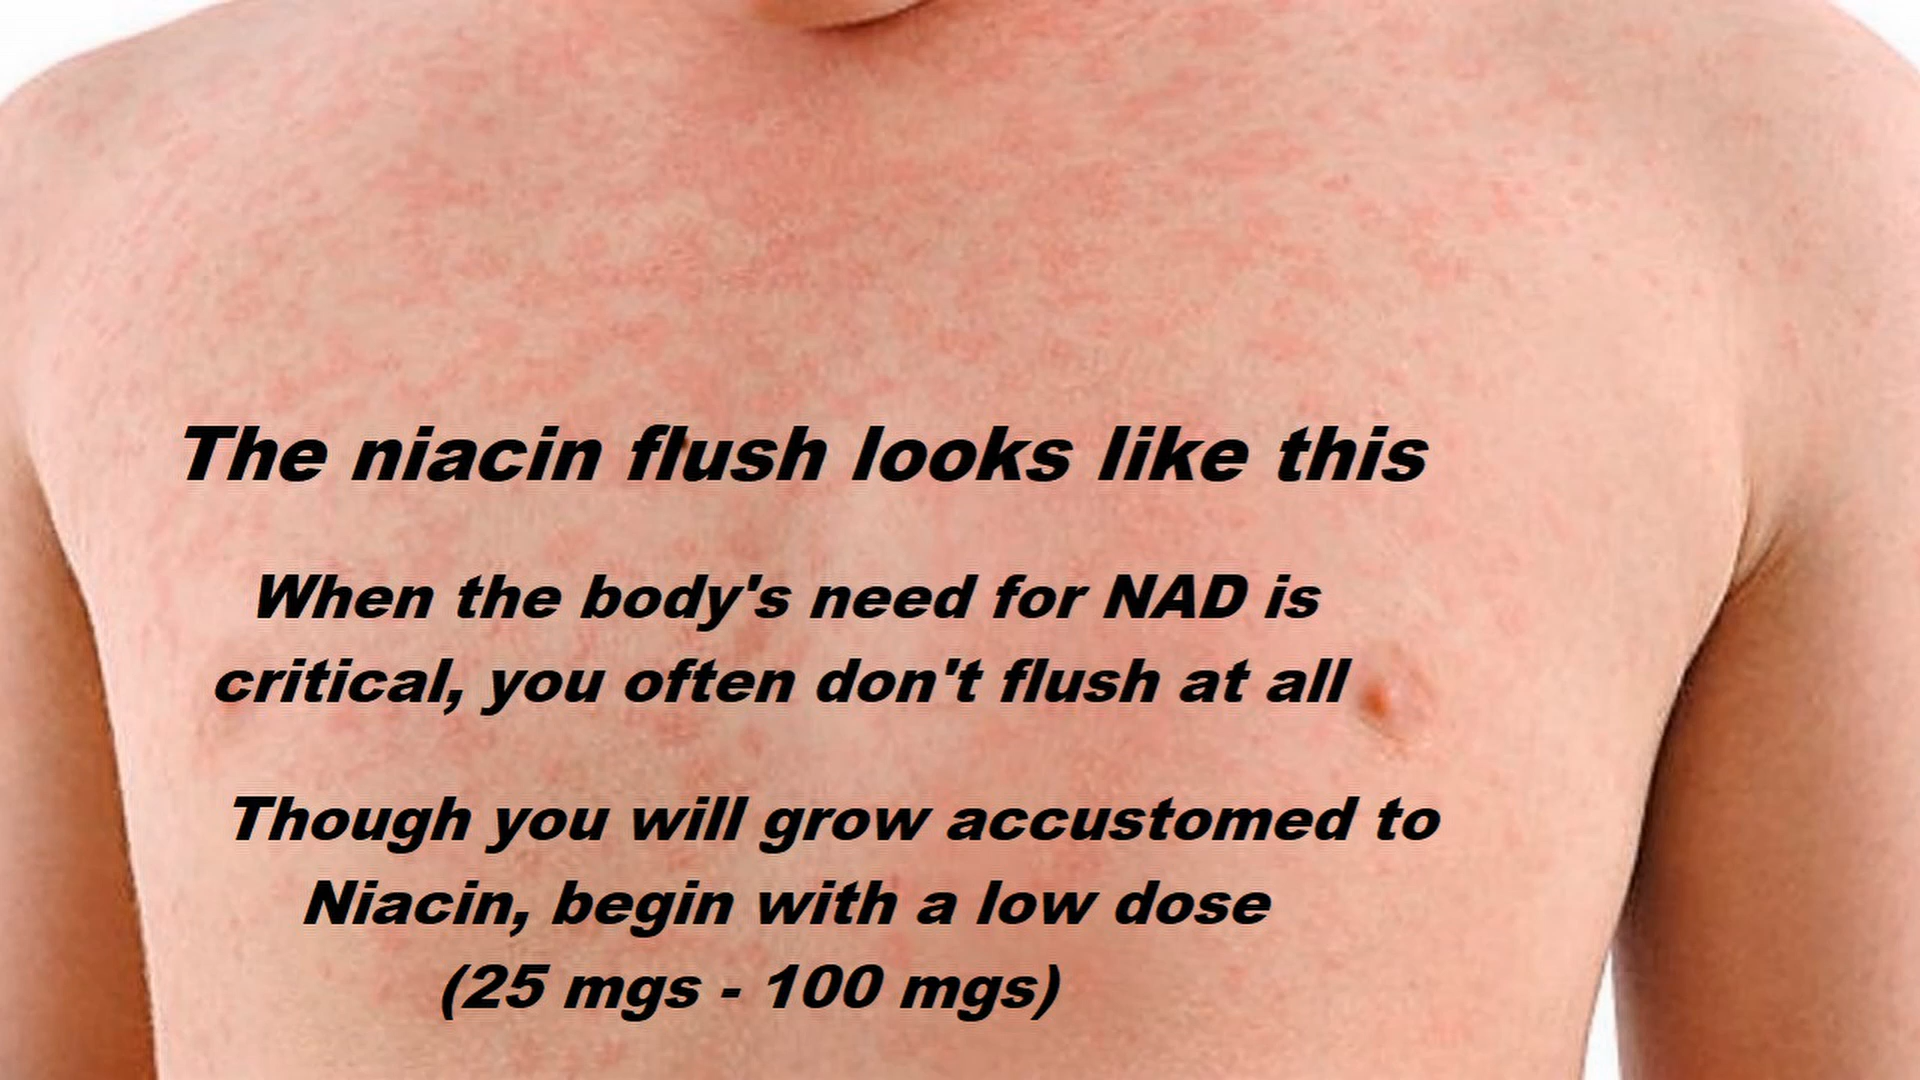 The niacin flush looks like this
When the body's need for NAD is
critical, you often don't flush at all
Though you will grow accustomed to
Niacin, begin with a low dose
(25 mgs - 100 mgs)